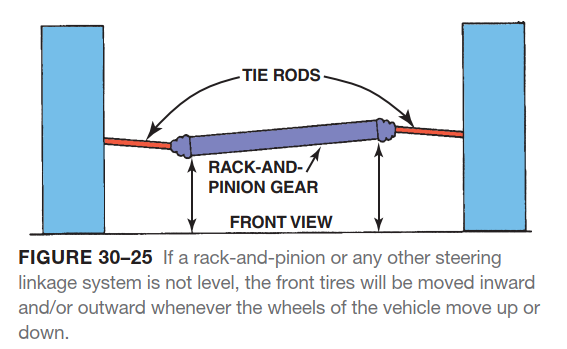 TIE RODS
RACK-AND-
PINION GEAR
FRONT VIEW
FIGURE 30–25 If a rack-and-pinion or any other steering
linkage system is not level, the front tires will be moved inward
and/or outward whenever the wheels of the vehicle move up or
down.